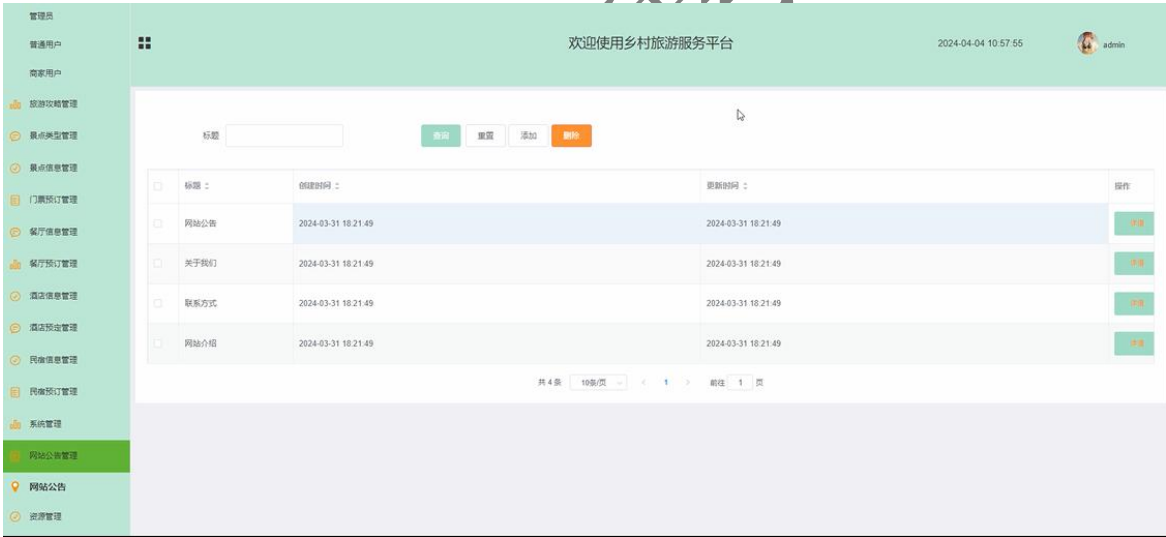 管理员
普通用户
商家用户
旅游攻略管理
景点类型管理
景点信息管理
门票预订管理
餐厅信息管理
餐厅预订管理
酒店信息管理
酒店预定管理
民宿信息管理
民宿预订管理
系统管理
网站公告管理
网站公告
资源管理
欢迎使用乡村旅游服务平台
2024-04-04 10:57:55
admin
标题
查询 重置 添加 删除
标题 创建时间 更新时间 操作
网站公告 2024-03-31 18:21:49 2024-03-31 18:21:49 详情
关于我们 2024-03-31 18:21:49 2024-03-31 18:21:49 详情
联系方式 2024-03-31 18:21:49 2024-03-31 18:21:49 详情
网站介绍 2024-03-31 18:21:49 2024-03-31 18:21:49 详情
共 4 条 10条/页 1 前往 1 页